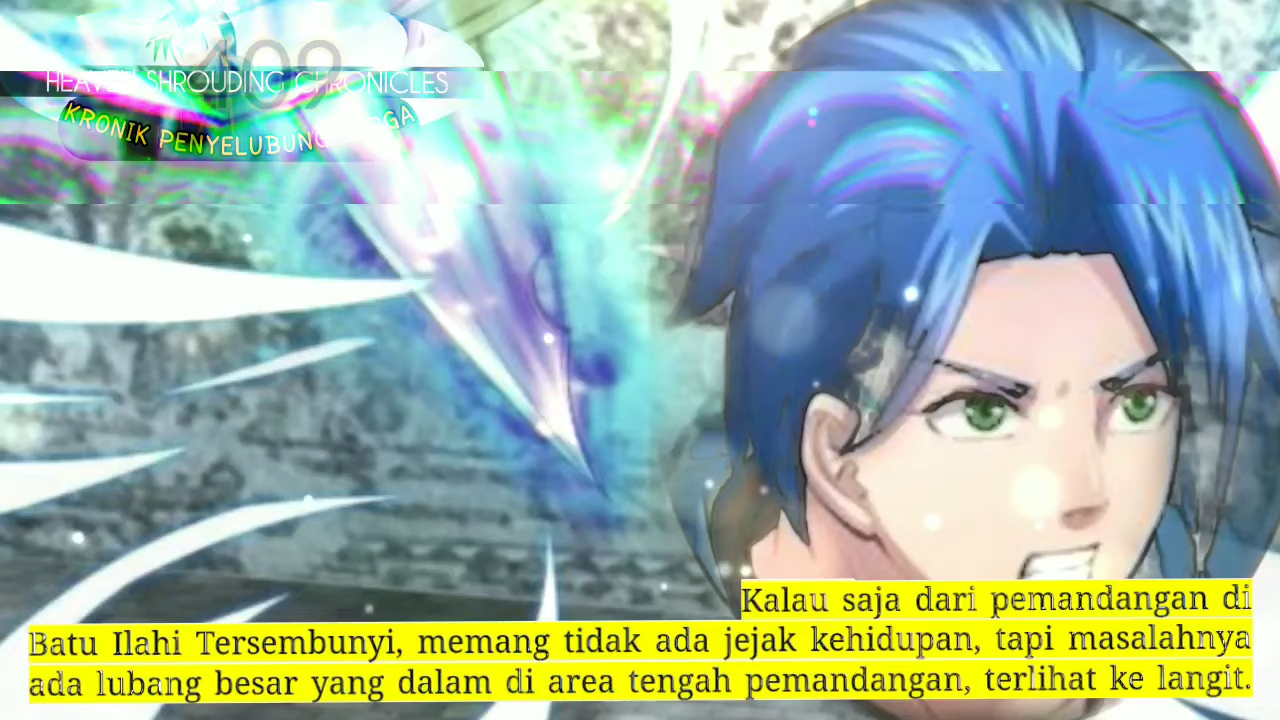 409
HEAVEN SHROUDING CHRONICLES
KRONIK PENYELUBUNG
Kalau saja dari pemandangan di
Batu Ilahi Tersembunyi, memang tidak ada jejak kehidupan, tapi masalahnya
ada lubang besar yang dalam di area tengah pemandangan, terlihat ke langit.